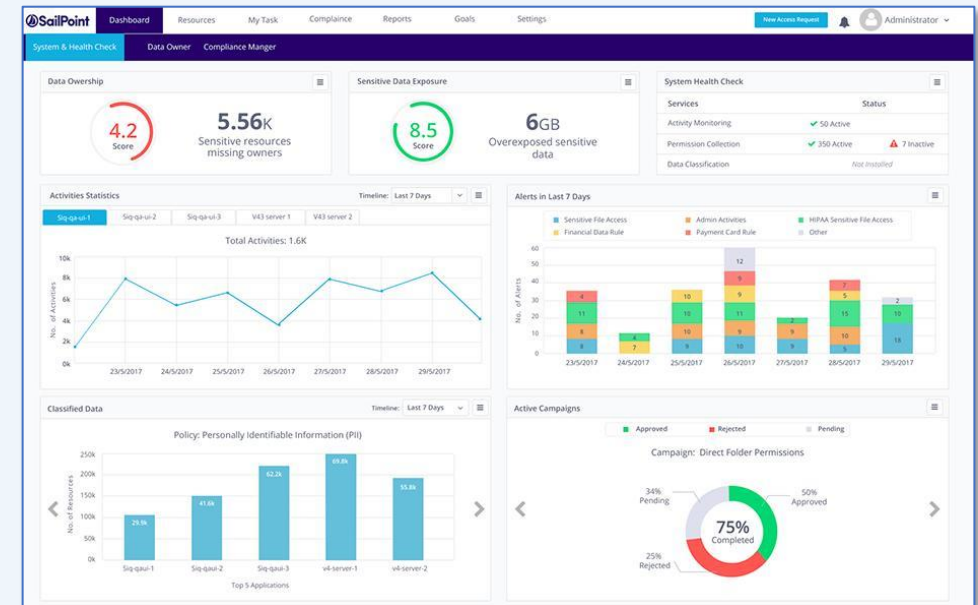 SailPoint Dashboard Resources My Task Complaince Reports Goals Settings New Access Request Administrator
System & Health Check Data Owner Compliance Manger
Data Owership
4.2
Score
5.56K
Sensitive resources
missing owners
Sensitive Data Exposure
8.5
Score
6GB
Overexposed sensitive
data
System Health Check
Services Status
Activity Monitoring 50 Active
Permission Collection 350 Active 7 Inactive
Data Classification Not Installed
Activities Statistics Timeline: Last 7 Days
Siq-qa-ui-1 Siq-qa-ui-2 Siq-qa-ui-3 V43 server 1 V43 server 2
Total Activities: 1.6K
No. of Activities
10k
8k
6k
4k
2k
0k
23/5/2017 24/5/2017 25/5/2017 26/5/2017 27/5/2017 28/5/2017 29/5/2017
Alerts in Last 7 Days
Sensitive File Access Admin Activities HIPAA Sensitive File Access
Financial Data Rule Payment Card Rule Other
No. of Alerts
60
50
40
30
20
10
0
4
11
8
8
4
7
10
10
10
9
12
9
9
11
9
10
2
9
9
7
5
15
10
5
2
10
18
23/5/2017 24/5/2017 25/5/2017 26/5/2017 27/5/2017 28/5/2017 29/5/2017
Classified Data Timeline: Last 7 Days
Policy: Personally Identifiable Information (PII)
No. of Resources
250k
200k
150k
100k
50k
0k
29.9k
41.6k
62.2k
69.8k
55.8k
Siq-qaui-1 Siq-qaui-2 Siq-qaui-3 v4-server-1 v4-server-2
Top 5 Applications
Active Campaigns
Approved Rejected Pending
Campaign: Direct Folder Permissions
34%
Pending
50%
Approved
75%
Completed
25%
Rejected